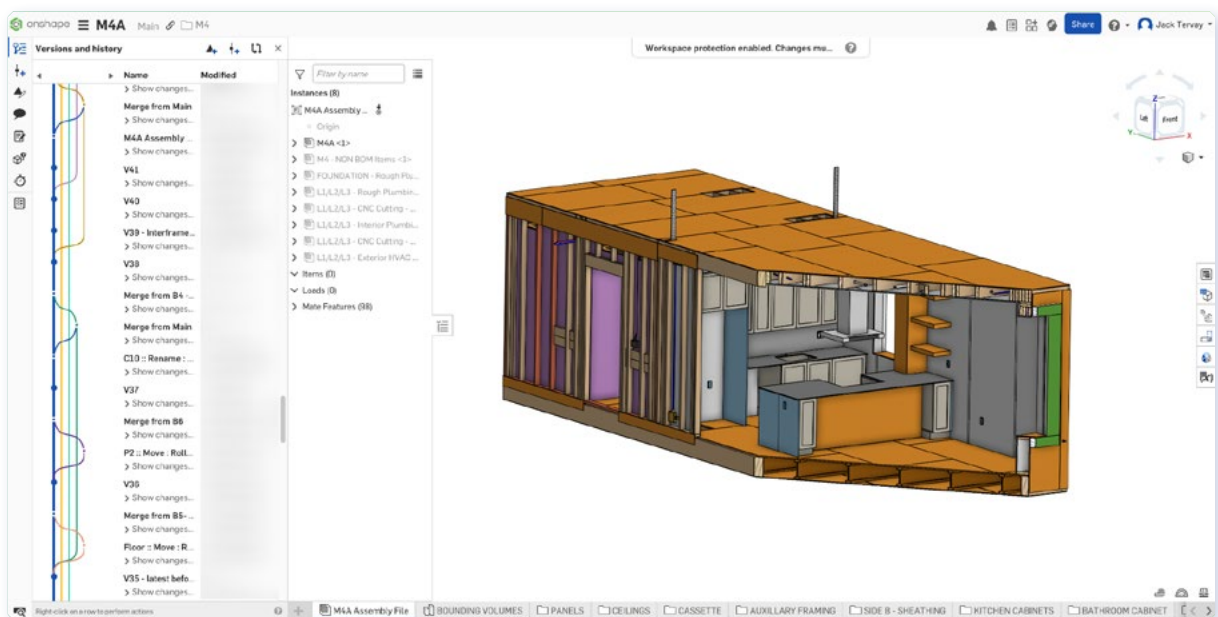 onshape M4A Main M4
Share Jack Tervay
Versions and history
Workspace protection enabled. Changes mu...
Name Modified
Filter by name
Instances (8)
M4A Assembly ...
Origin
M4A <1>
M4 - NON BOM Items <1>
FOUNDATION - Rough Plu...
L1/L2/L3 - Rough Plumbin...
L1/L2/L3 - CNC Cutting - ...
L1/L2/L3 - Interior Plumbi...
L1/L2/L3 - CNC Cutting - ...
L1/L2/L3 - Exterior HVAC ...
Items (0)
Loads (0)
Mate Features (98)
Show changes...
Merge from Main
Show changes...
M4A Assembly ...
Show changes...
V41
Show changes...
V40
Show changes...
V39 - Interframe...
Show changes...
V38
Show changes...
Merge from B4 - ...
Show changes...
Merge from Main
Show changes...
C10 :: Rename : ...
Show changes...
V37
Show changes...
Merge from B6
Show changes...
P2 :: Move : Roll...
Show changes...
V36
Show changes...
Merge from B5- ...
Show changes...
Floor :: Move : R...
Show changes...
V35 - latest befo...
Show changes...
Z
Left Front
Y X
Right-click on a row to perform actions
M4A Assembly File BOUNDING VOLUMES PANELS CEILINGS CASSETTE AUXILLARY FRAMING SIDE B - SHEATHING KITCHEN CABINETS BATHROOM CABINET